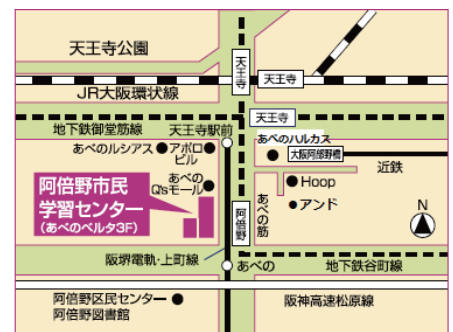 天王寺公園
天王寺
天王寺
JR大阪環状線
天王寺
地下鉄御堂筋線
天王寺駅前
あべのハルカス
あべのルシアス
アポロ
ビル
大阪阿部野橋
近鉄
あべの
Q'sモール
Hoop
阿倍野市民
学習センター
(あべのベルタ3F)
あべの筋
アンド
阿倍野
N
阪堺電軌・上町線
あべの
地下鉄谷町線
阿倍野区民センター
阿倍野図書館
阪神高速松原線